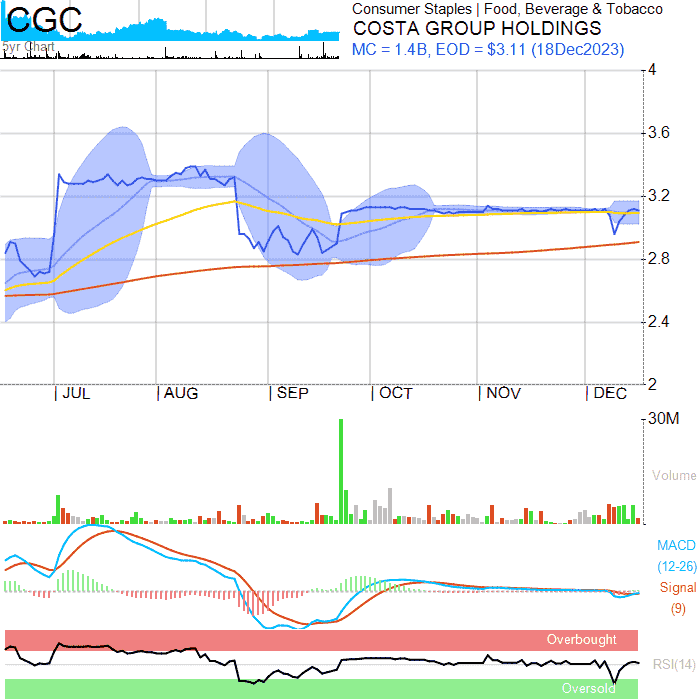 CGC
5yr Chart
Consumer Staples | Food, Beverage & Tobacco
COSTA GROUP HOLDINGS
MC = 1.4B, EOD = $3.11 (18Dec2023)
4
3.6
3.2
2.8
2.4
2
JUL AUG SEP OCT NOV DEC
30M
Volume
MACD
(12-26)
Signal
(9)
Overbought
RSI(14)
Oversold